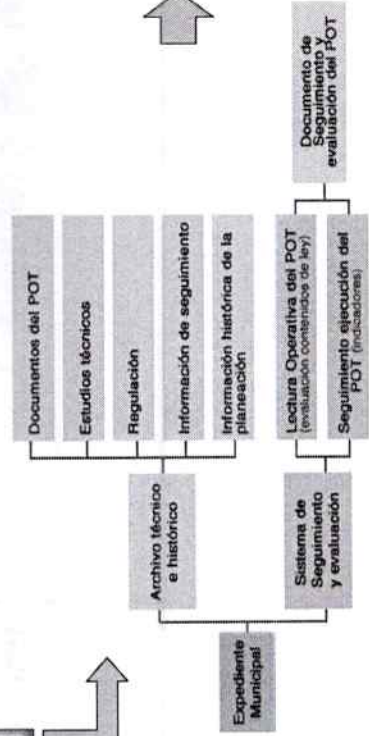 Expediente
Municipal
Archivo técnico
e histórico
Documentos del POT
Estudios técnicos
Regulación
Información de seguimiento
Información histórica de la
planeación
Sistema de
Seguimiento
y evaluación
Lectura Operativa del POT
(evaluación contenidos de ley)
Seguimiento ejecución del
POT (indicadores)
Documento de
Seguimiento y
evaluación del POT